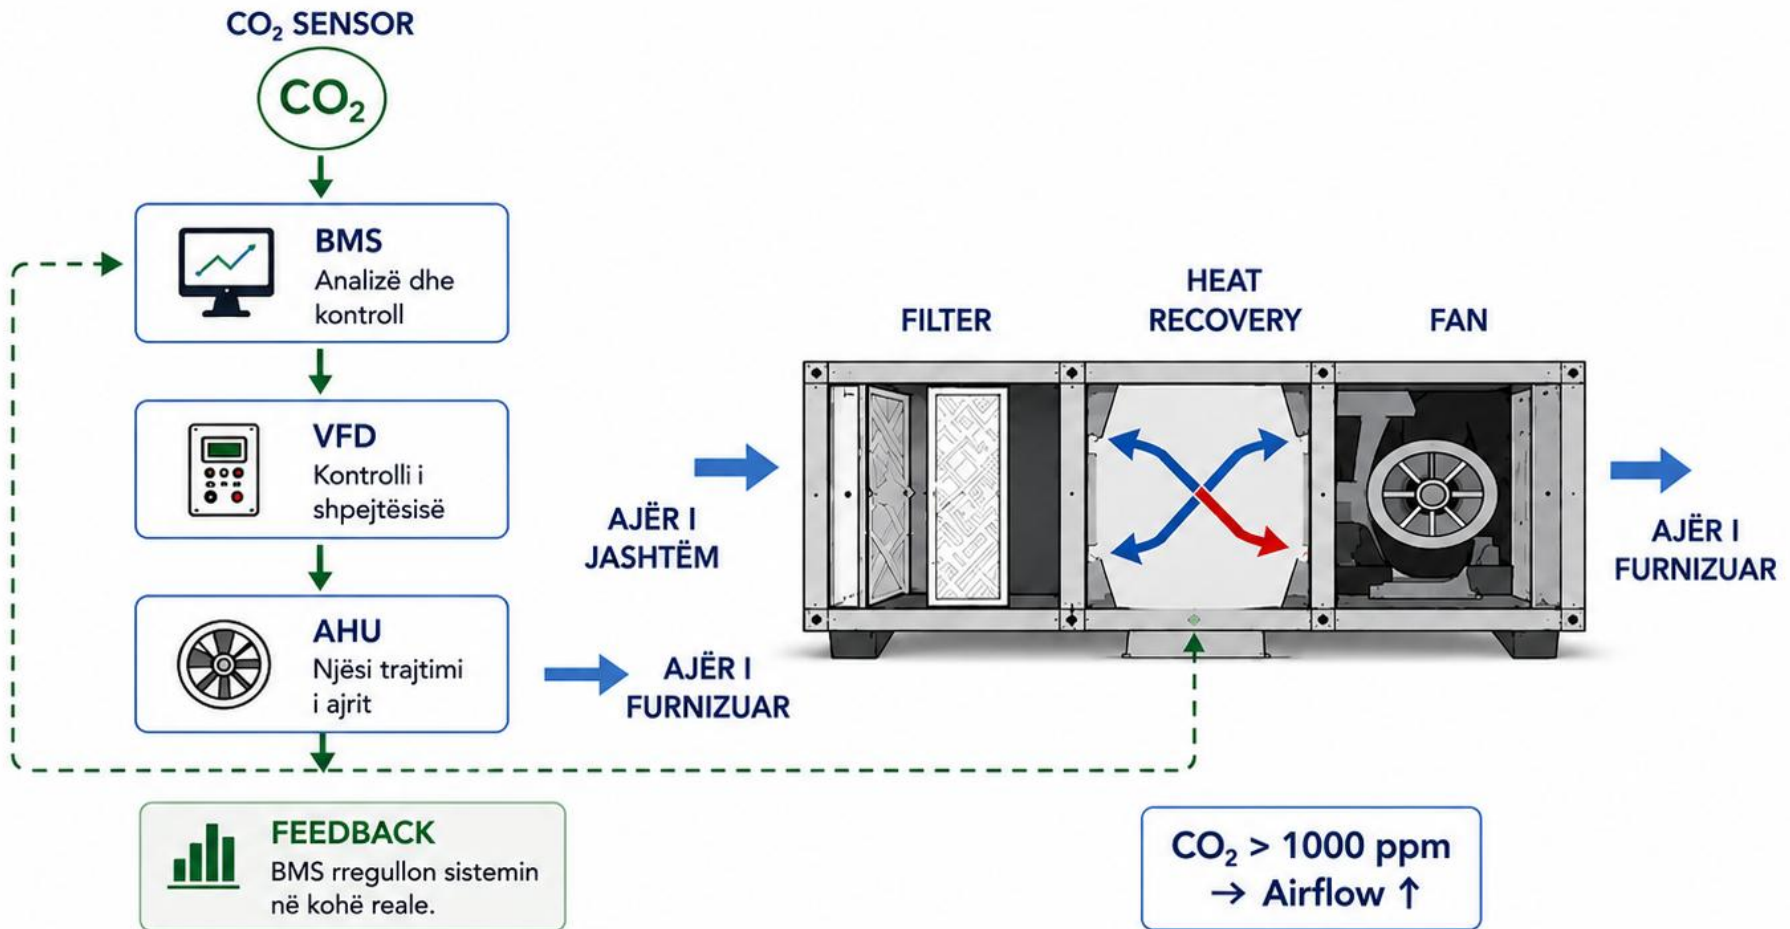 CO₂ SENSOR
CO₂
BMS
Analizë dhe
kontroll
VFD
Kontrolli i
shpejtësisë
AHU
Njësi trajtimi
i ajrit
AJËR I
FURNIZUAR
FEEDBACK
BMS rregullon sistemin
në kohë reale.
FILTER
HEAT
RECOVERY
FAN
AJËR I
JASHTËM
AJËR I
FURNIZUAR
CO₂ > 1000 ppm
→ Airflow ↑